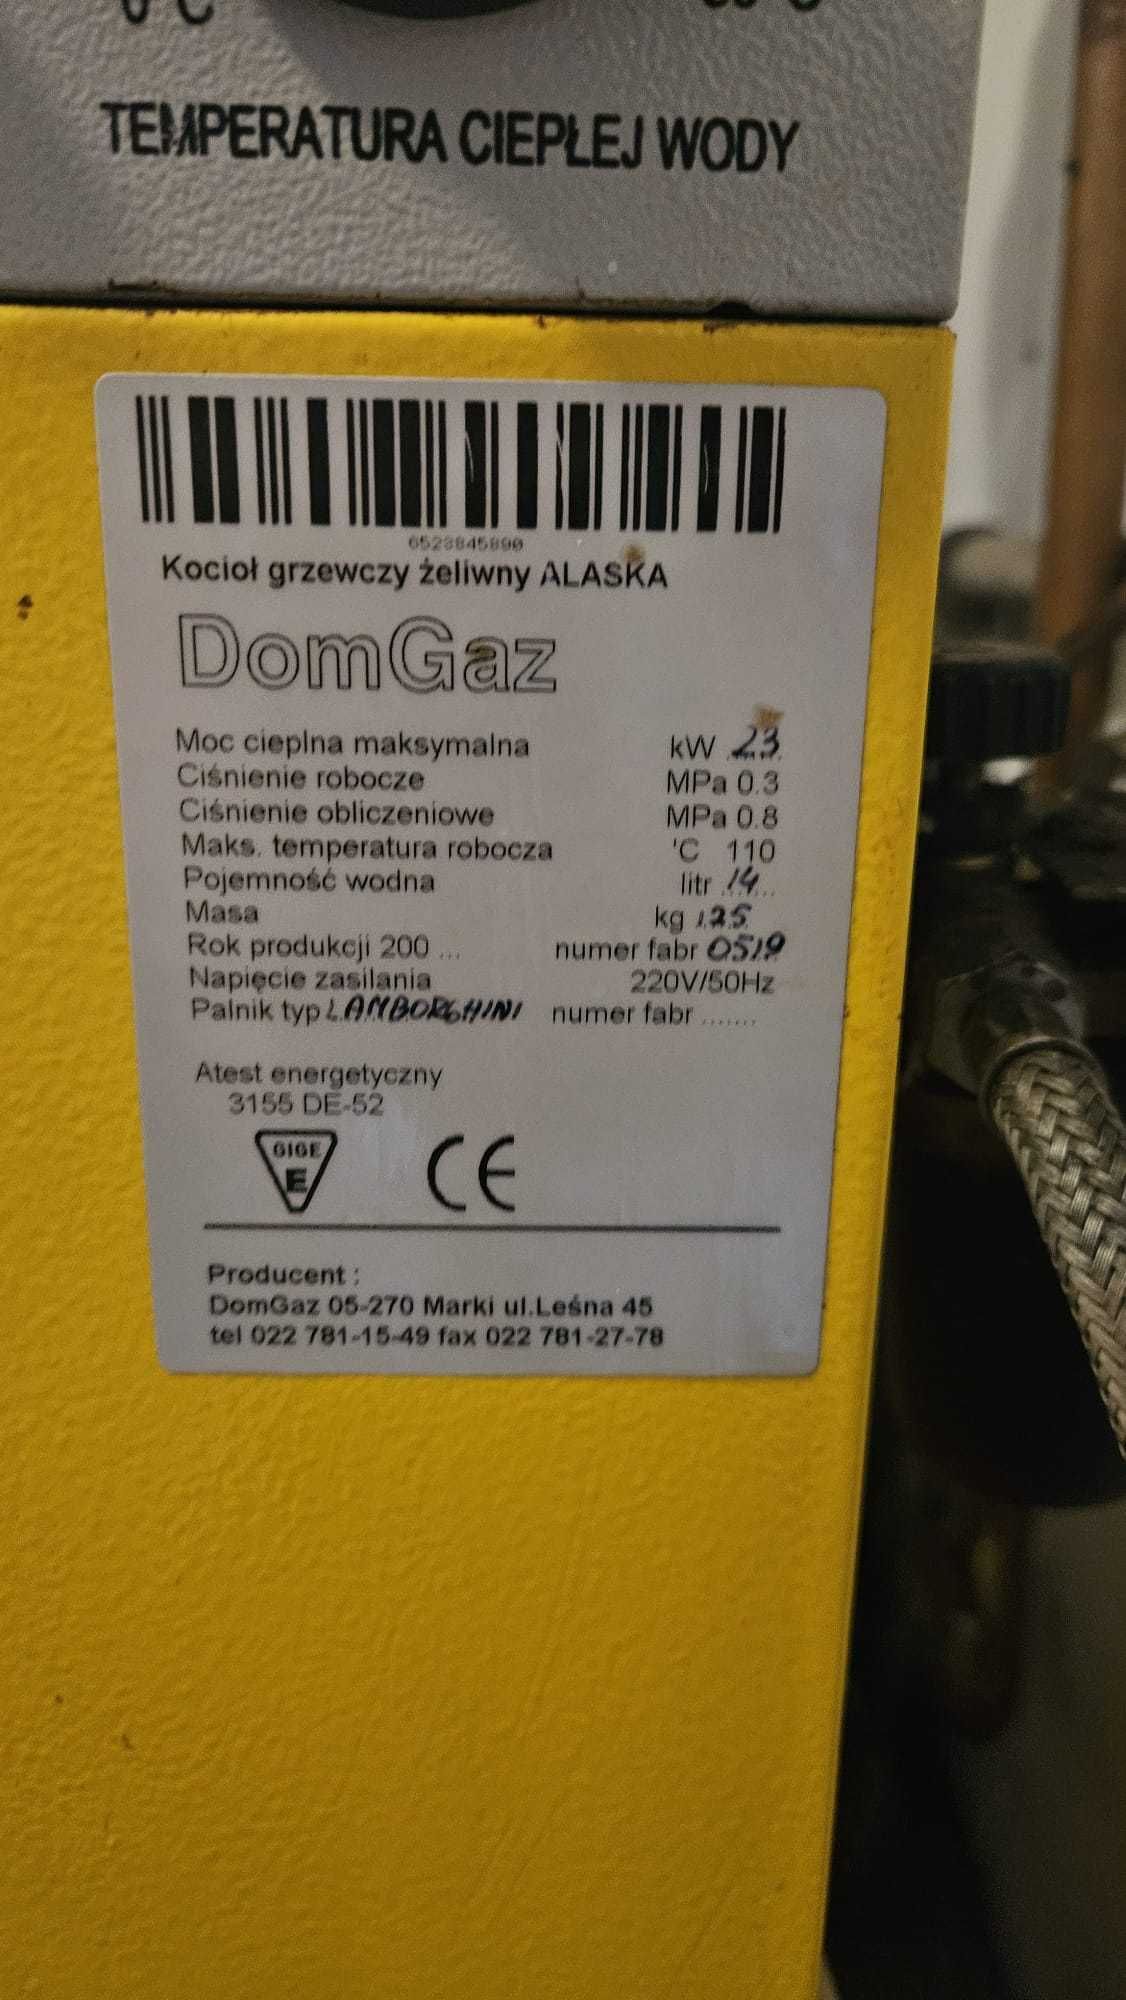 TEMPERATURA CIEPŁEJ WODY
6523845890
Kocioł grzewczy żeliwny ALASKA
DomGaz
Moc cieplna maksymalna kW 23
Ciśnienie robocze MPa 0.3
Ciśnienie obliczeniowe MPa 0.8
Maks. temperatura robocza 'C 110
Pojemność wodna litr 14
Masa kg 125
Rok produkcji 200 ... numer fabr 0519
Napięcie zasilania 220V/50Hz
Palnik typ LAMBORGHINI numer fabr .......
Atest energetyczny
3155 DE-52
GIGE
E
CE
Producent :
DomGaz 05-270 Marki ul.Leśna 45
tel 022 781-15-49 fax 022 781-27-78